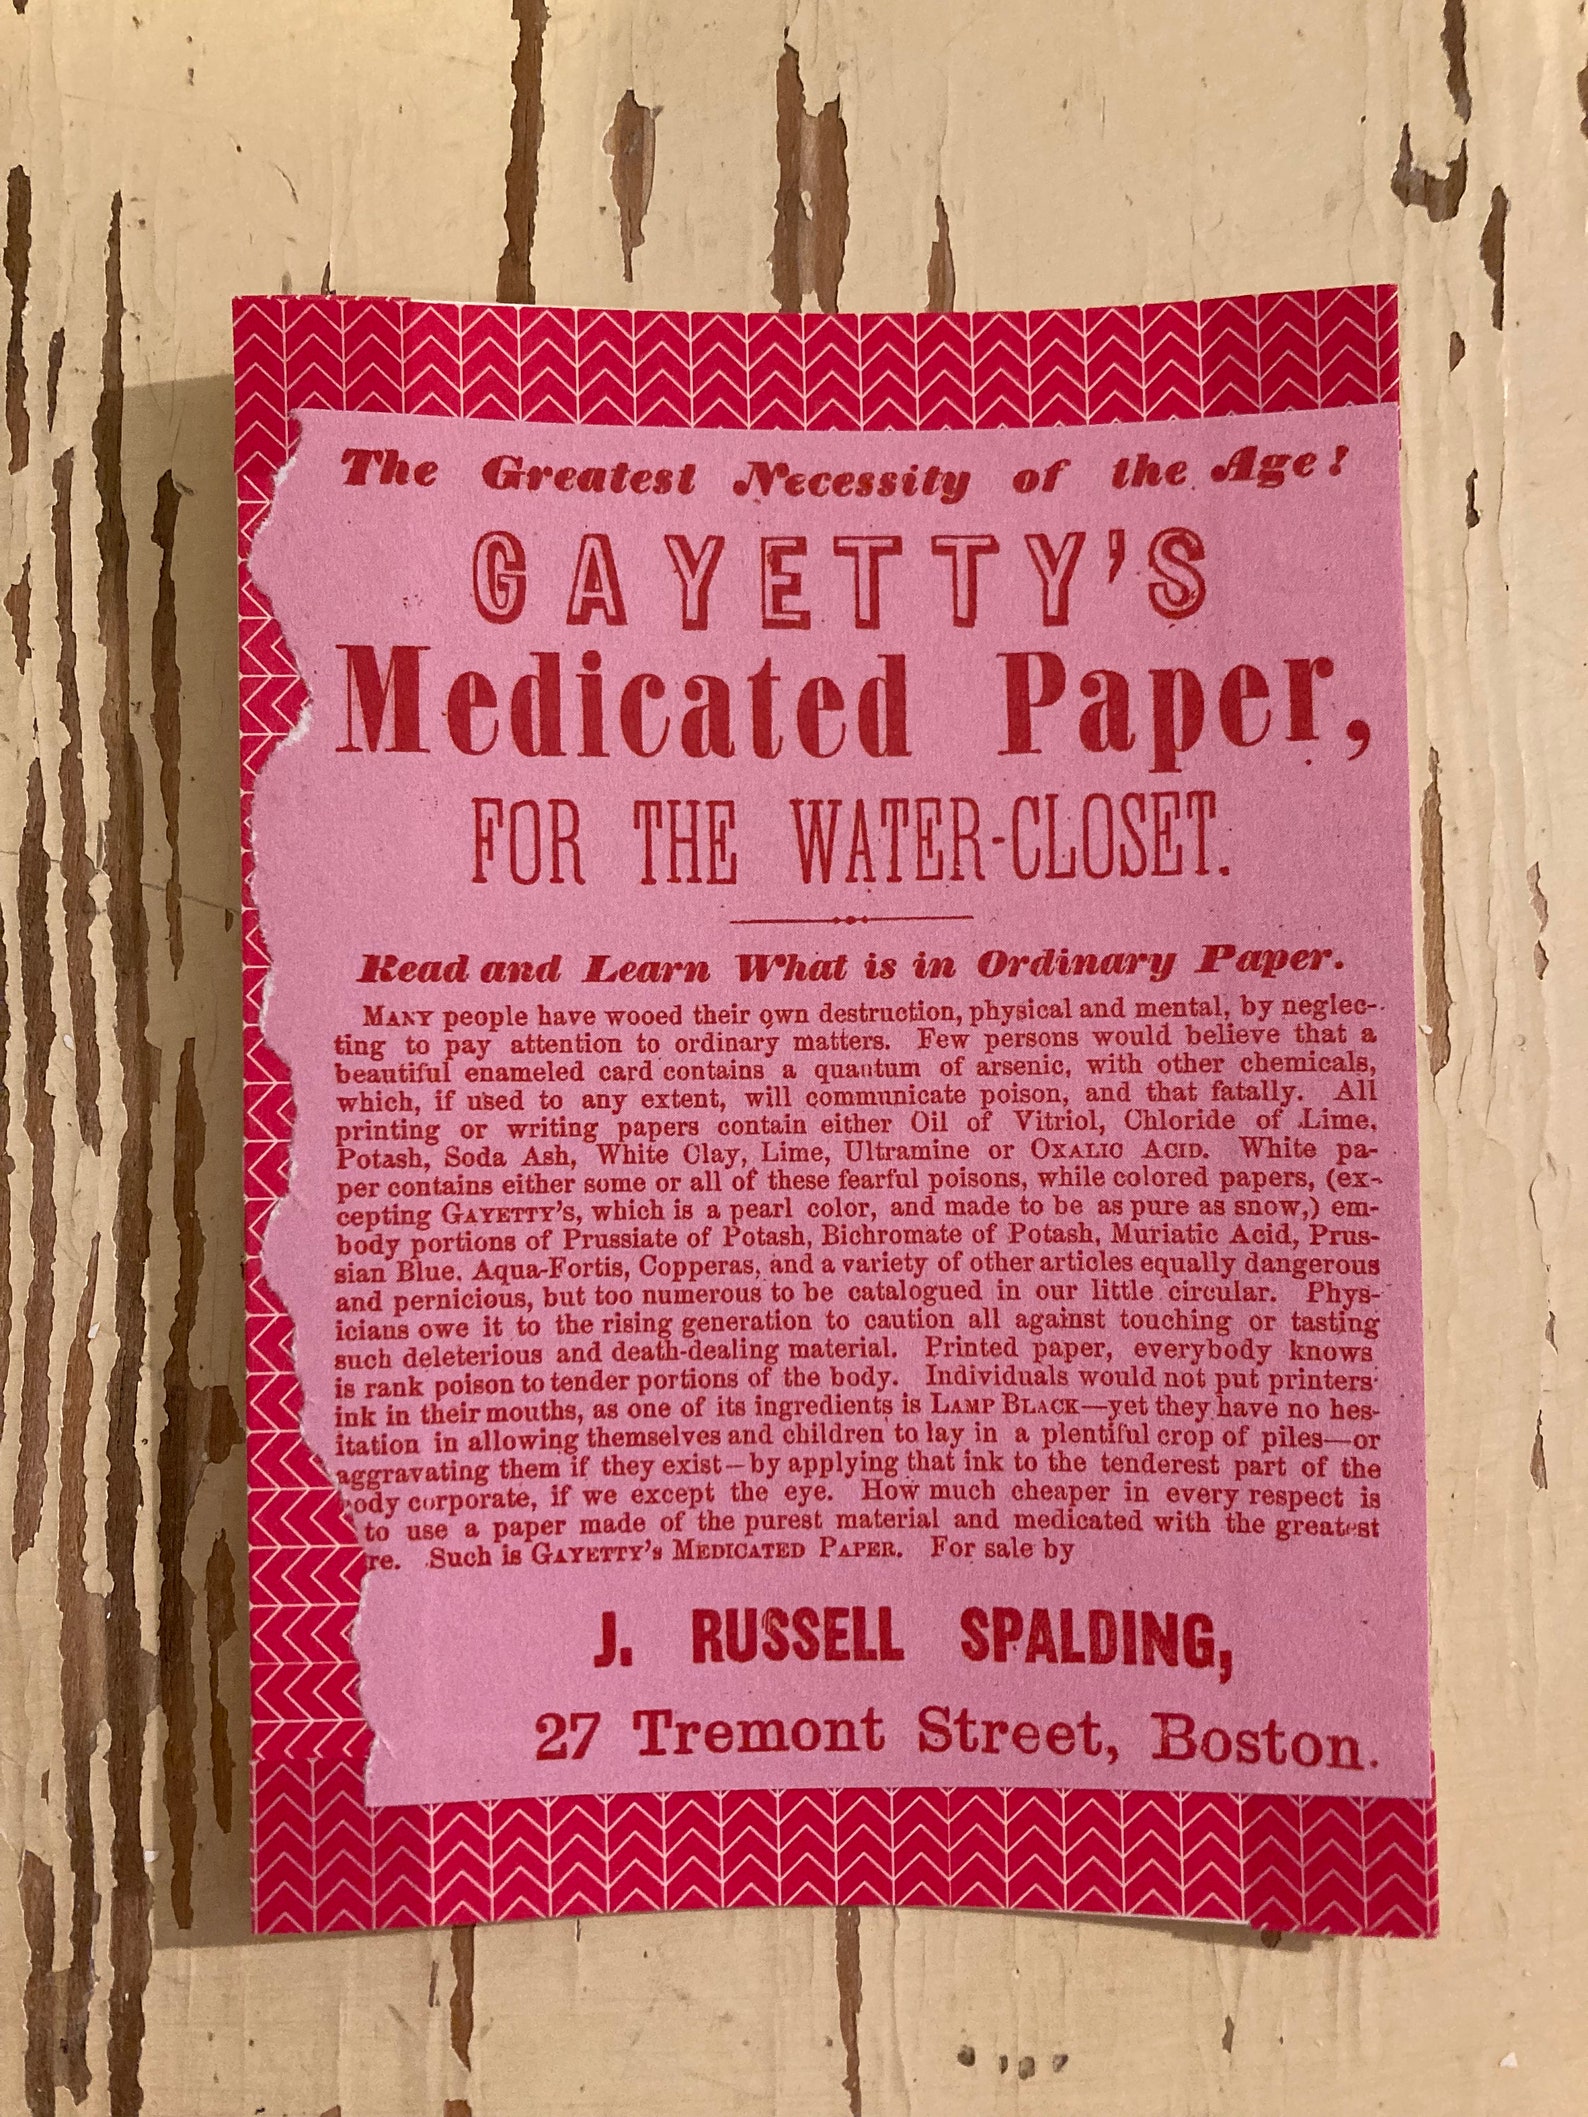 The Greatest Necessity of the Age!
GAYETTY'S
Medicated Paper,
FOR THE WATER-CLOSET.
Read and Learn What is in Ordinary Paper.
MANY people have wooed their own destruction, physical and mental, by neglec-
ting to pay attention to ordinary matters. Few persons would believe that a
beautiful enameled card contains a quantum of arsenic, with other chemicals,
which, if used to any extent, will communicate poison, and that fatally. All
printing or writing papers contain either Oil of Vitriol, Chloride of Lime,
Potash, Soda Ash, White Clay, Lime, Ultramine or OXALIC ACID. White pa-
per contains either some or all of these fearful poisons, while colored papers, (ex-
cepting GAYETTY'S, which is a pearl color, and made to be as pure as snow,) em-
body portions of Prussiate of Potash, Bichromate of Potash, Muriatic Acid, Prus-
sian Blue, Aqua-Fortis, Copperas, and a variety of other articles equally dangerous
and pernicious, but too numerous to be catalogued in our little circular. Phys-
icians owe it to the rising generation to caution all against touching or tasting
such deleterious and death-dealing material. Printed paper, everybody knows
is rank poison to tender portions of the body. Individuals would not put printers'
ink in their mouths, as one of its ingredients is LAMP BLACK—yet they have no hes-
itation in allowing themselves and children to lay in a plentiful crop of piles—or
aggravating them if they exist—by applying that ink to the tenderest part of the
ody corporate, if we except the eye. How much cheaper in every respect is
to use a paper made of the purest material and medicated with the greatest
re. Such is GAYETTY'S MEDICATED PAPER. For sale by
J. RUSSELL SPALDING,
27 Tremont Street, Boston.